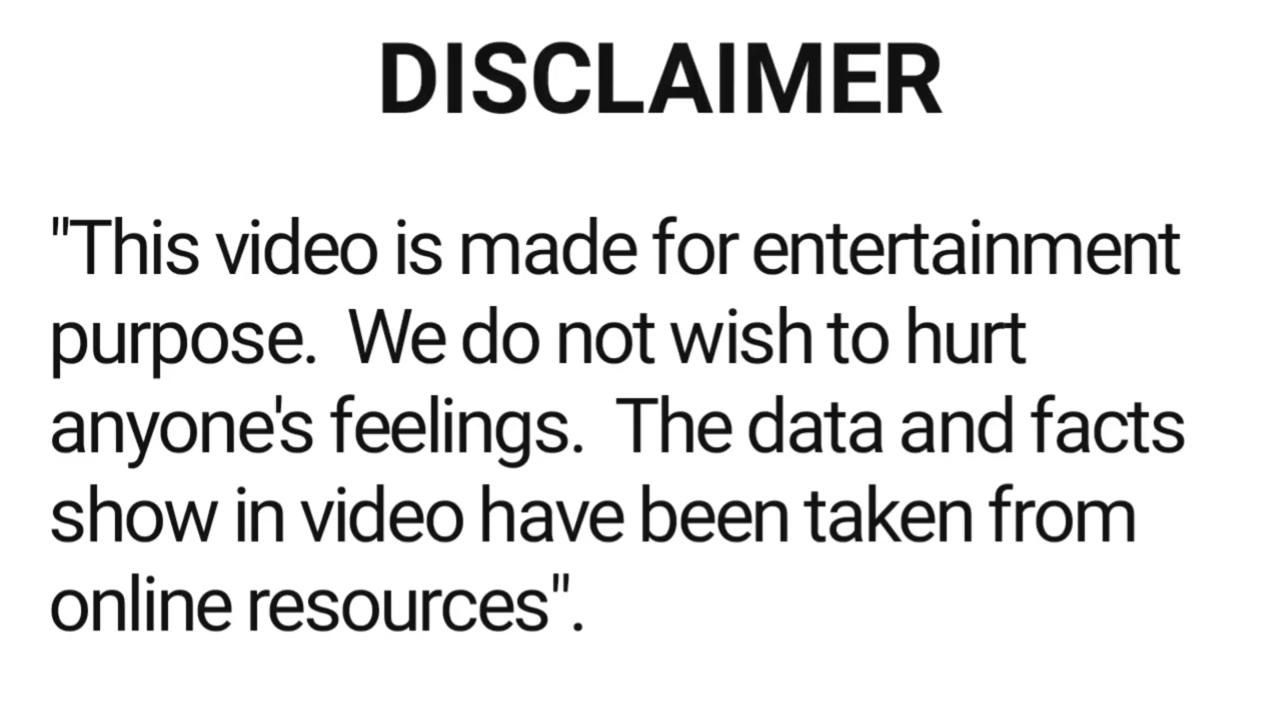 DISCLAIMER
"This video is made for entertainment
purpose.  We do not wish to hurt
anyone's feelings.  The data and facts
show in video have been taken from
online resources".